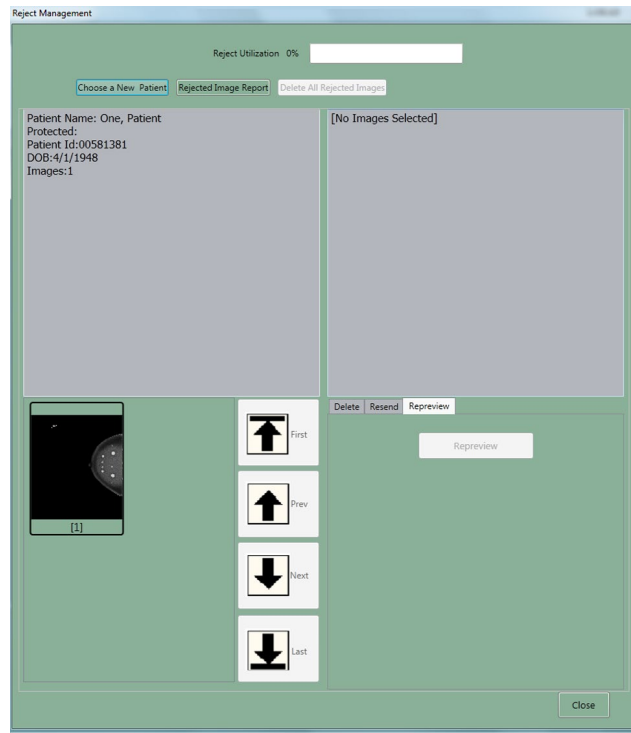 Reject Management
Reject Utilization 0%
Choose a New Patient Rejected Image Report Delete All Rejected Images
Patient Name: One, Patient
Protected:
Patient Id:00581381
DOB:4/1/1948
Images:1
[No Images Selected]
[1]
First
Prev
Next
Last
Delete Resend Repreview
Repreview
Close